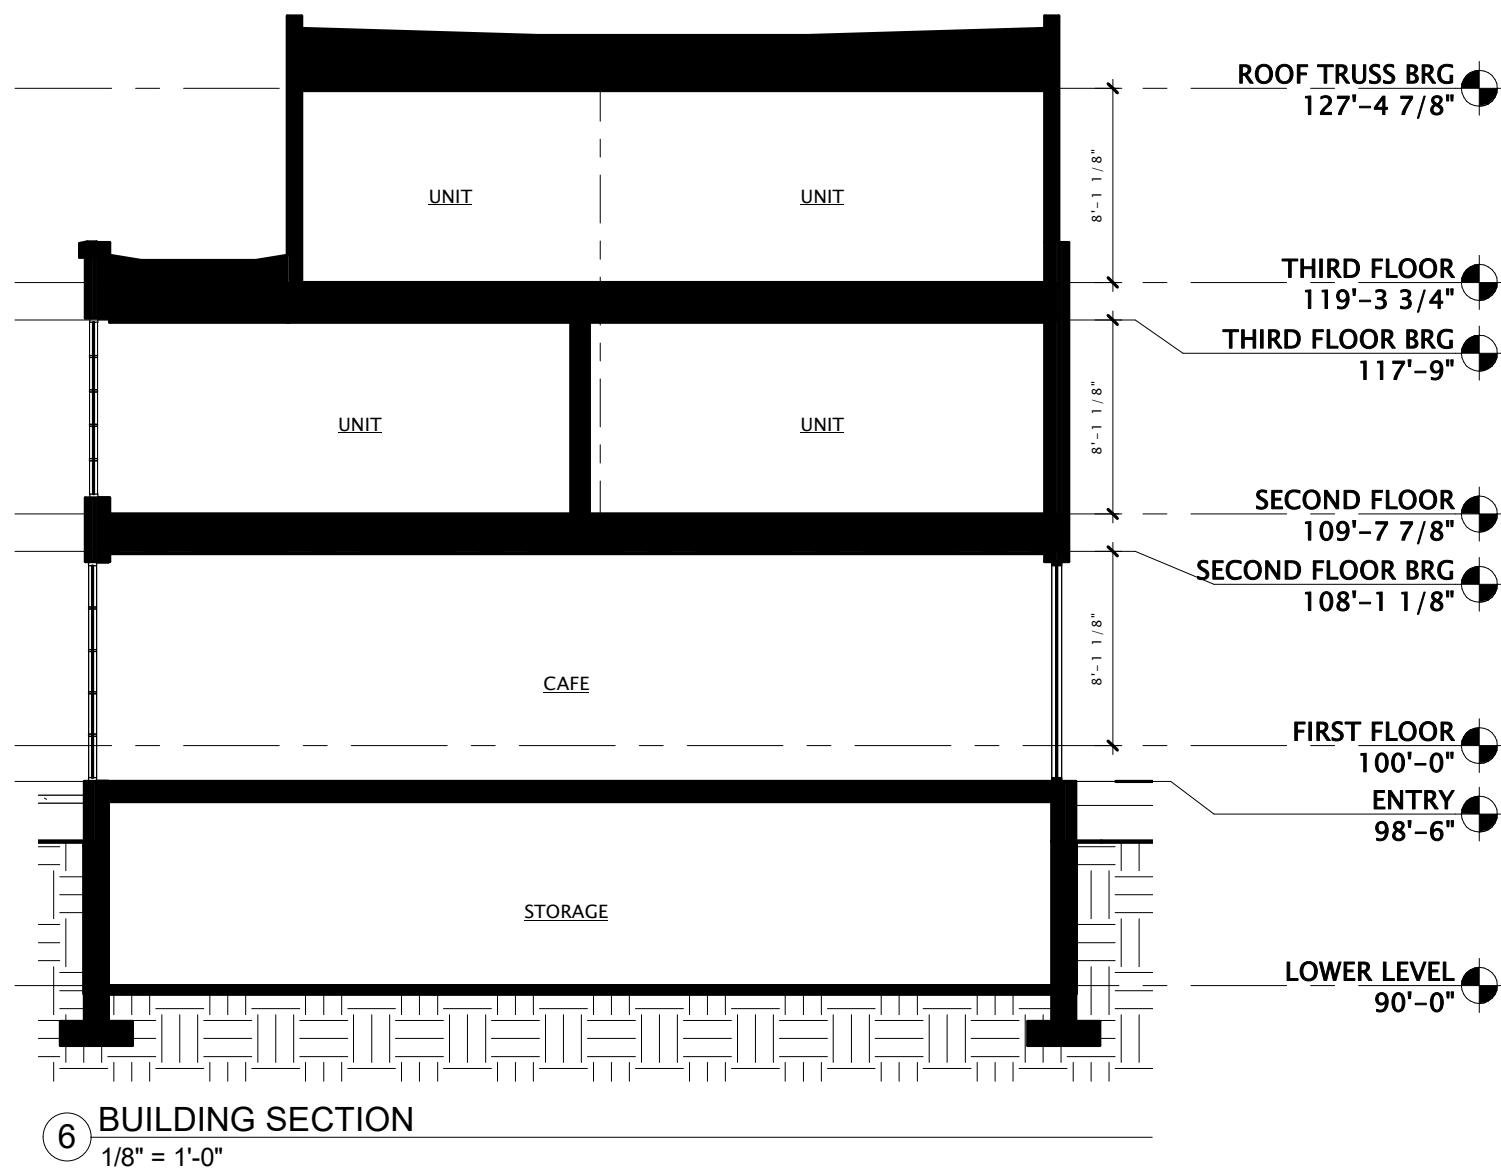 ROOF TRUSS BRG
127'-4 7/8"
8'-1 1/8"
UNIT
UNIT
THIRD FLOOR
119'-3 3/4"
THIRD FLOOR BRG
117'-9"
8'-1 1/8"
UNIT
UNIT
SECOND FLOOR
109'-7 7/8"
SECOND FLOOR BRG
108'-1 1/8"
8'-1 1/8"
CAFE
FIRST FLOOR
100'-0"
ENTRY
98'-6"
STORAGE
LOWER LEVEL
90'-0"
6 BUILDING SECTION
1/8" = 1'-0"